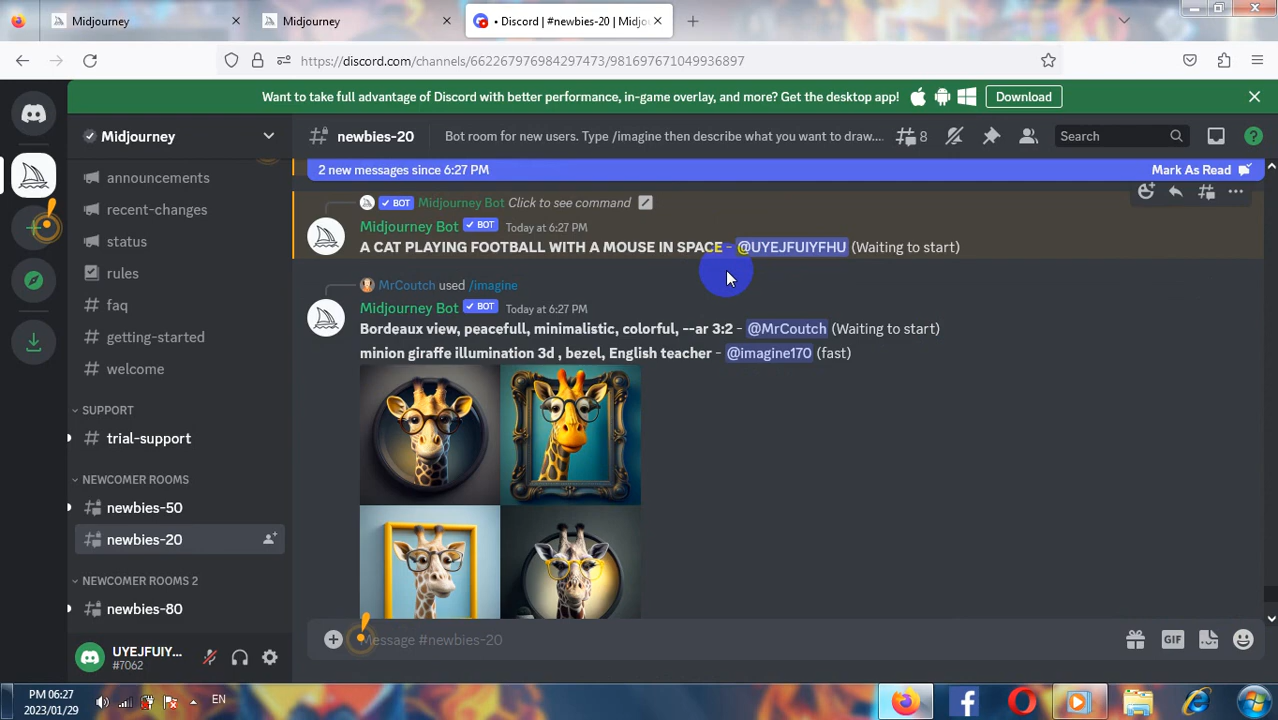 Midjourney
Midjourney
• Discord | #newbies-20 | Midjo
https://discord.com/channels/662267976984297473/981697671049936897
Want to take full advantage of Discord with better performance, in-game overlay, and more? Get the desktop app!
Download
Midjourney
newbies-20
Bot room for new users. Type /imagine then describe what you want to draw....
8
Search
2 new messages since 6:27 PM
Mark As Read
announcements
recent-changes
status
rules
faq
getting-started
welcome
SUPPORT
trial-support
NEWCOMER ROOMS
newbies-50
newbies-20
NEWCOMER ROOMS 2
newbies-80
UYEJFUIY...
#7062
BOT Midjourney Bot Click to see command
Midjourney Bot BOT Today at 6:27 PM
A CAT PLAYING FOOTBALL WITH A MOUSE IN SPACE - @UYEJFUIYFHU (Waiting to start)
MrCoutch used /imagine
Midjourney Bot BOT Today at 6:27 PM
Bordeaux view, peacefull, minimalistic, colorful, --ar 3:2 - @MrCoutch (Waiting to start)
minion giraffe illumination 3d , bezel, English teacher - @imagine170 (fast)
Message #newbies-20
GIF
PM 06:27
2023/01/29
EN